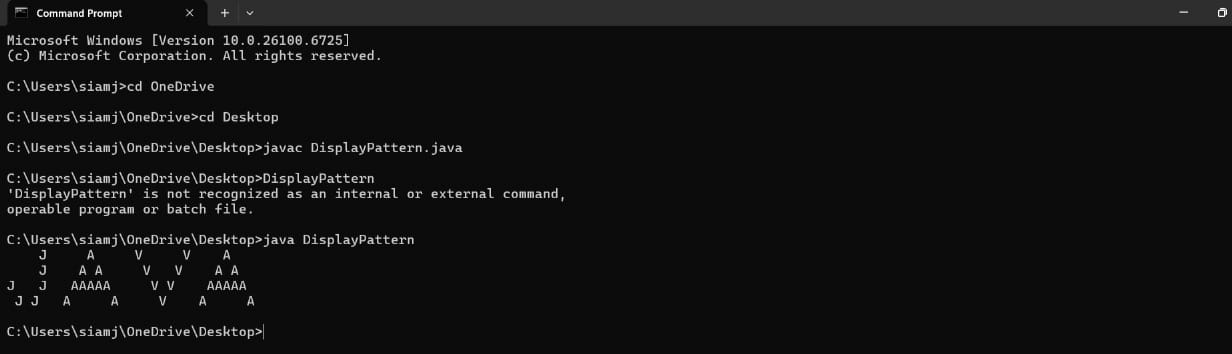 Command Prompt
Microsoft Windows [Version 10.0.26100.6725]
(c) Microsoft Corporation. All rights reserved.
C:\Users\siamj>cd OneDrive
C:\Users\siamj\OneDrive>cd Desktop
C:\Users\siamj\OneDrive\Desktop>javac DisplayPattern.java
C:\Users\siamj\OneDrive\Desktop>DisplayPattern
'DisplayPattern' is not recognized as an internal or external command,
operable program or batch file.
C:\Users\siamj\OneDrive\Desktop>java DisplayPattern
    J     A     V     V    A
    J    A A     V   V    A A
J   J   AAAAA     V V    AAAAA
 J J   A     A     V    A     A
C:\Users\siamj\OneDrive\Desktop>